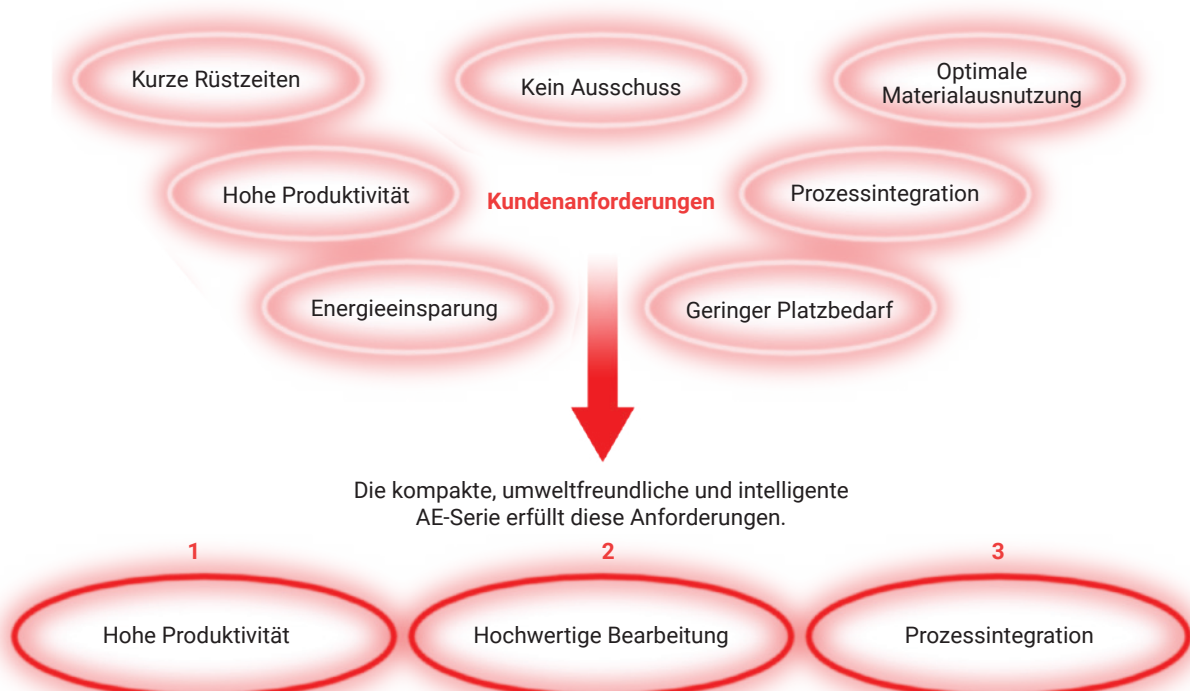 Kurze Rüstzeiten
Kein Ausschuss
Optimale
Materialausnutzung
Hohe Produktivität
Kundenanforderungen
Prozessintegration
Energieeinsparung
Geringer Platzbedarf
Die kompakte, umweltfreundliche und intelligente
AE-Serie erfüllt diese Anforderungen.
1
2
3
Hohe Produktivität
Hochwertige Bearbeitung
Prozessintegration